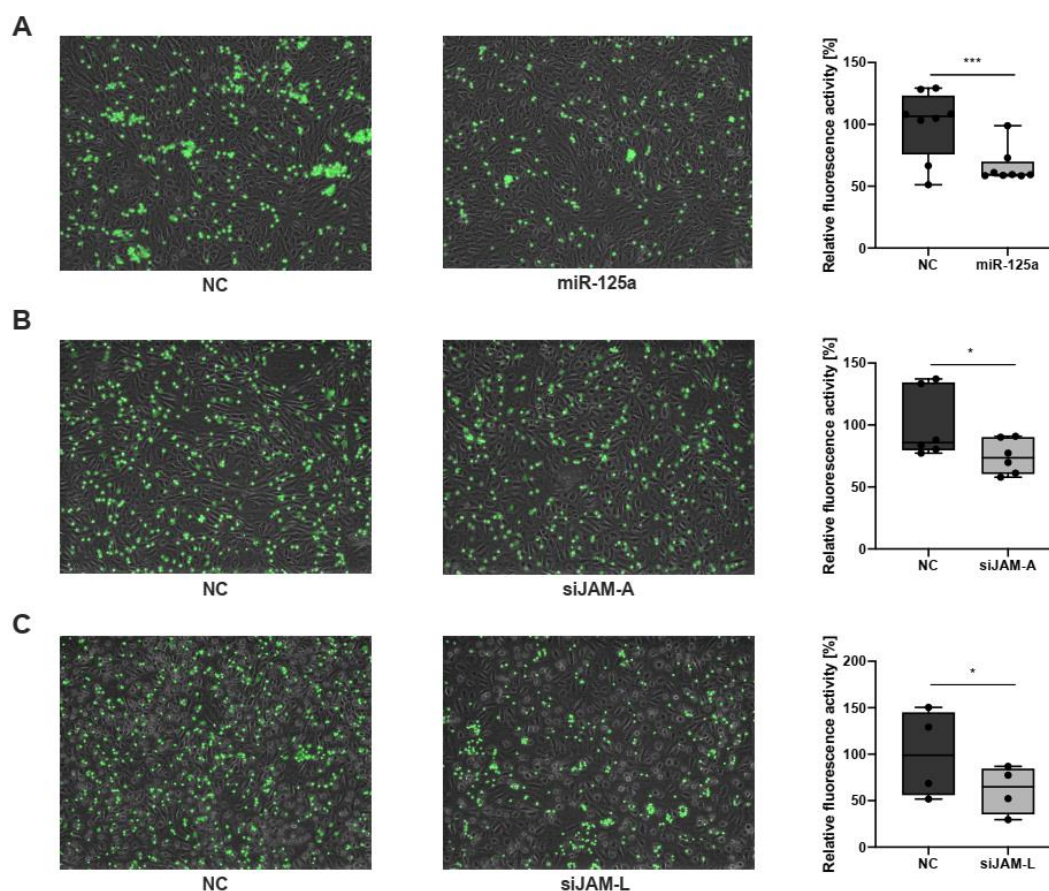 A
NC
miR-125a
Relative fluorescence activity [%]
150
100
50
0
***
NC
miR-125a
B
NC
siJAM-A
Relative fluorescence activity [%]
150
100
50
0
*
NC
siJAM-A
C
NC
siJAM-L
Relative fluorescence activity [%]
200
150
100
50
0
*
NC
siJAM-L